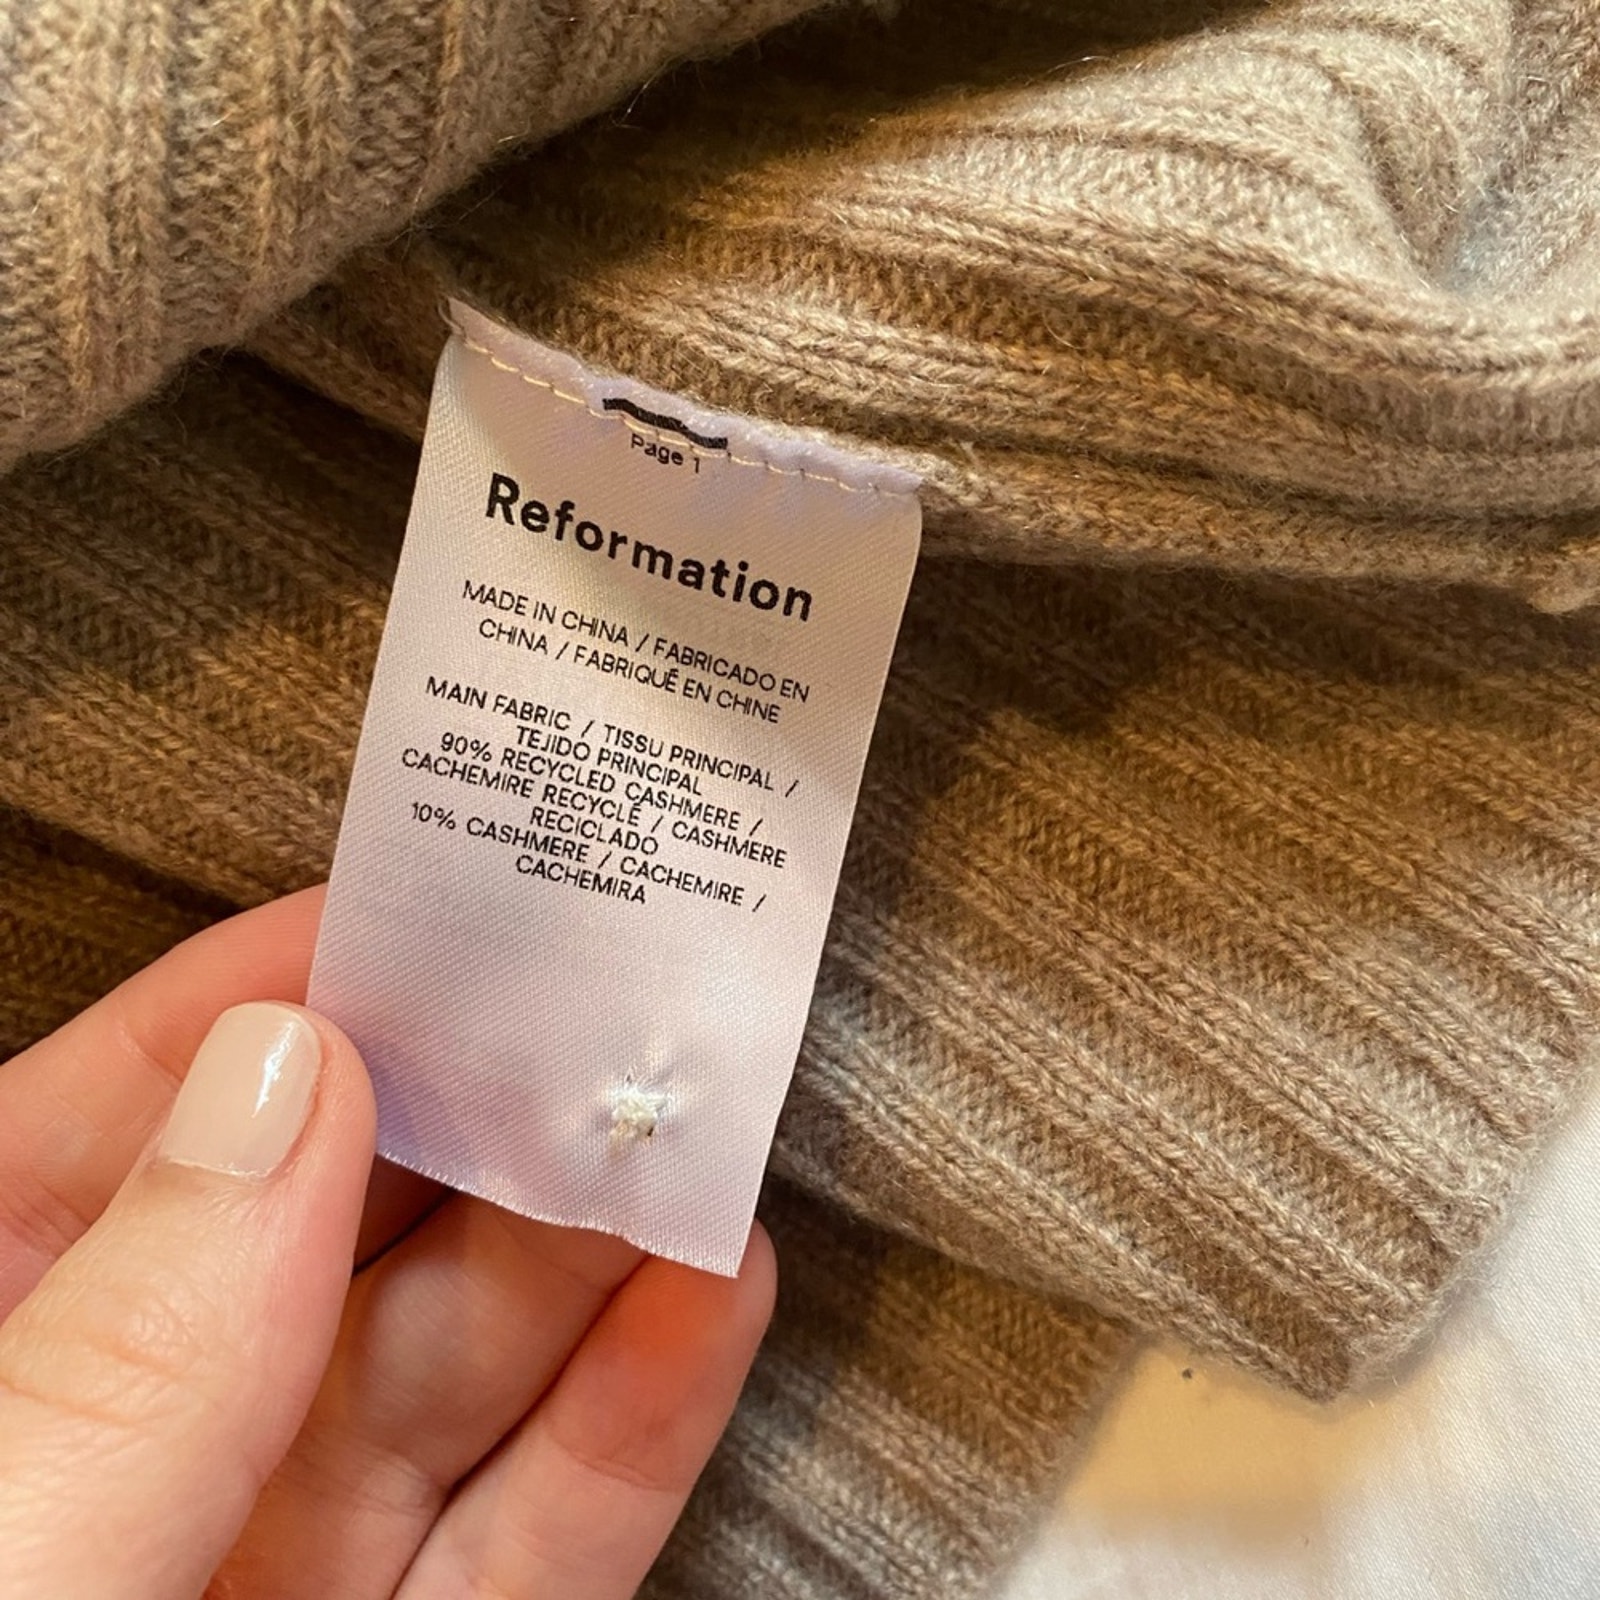 Page 1
Reformation
MADE IN CHINA / FABRICADO EN
CHINA / FABRIQUÉ EN CHINE
MAIN FABRIC / TISSU PRINCIPAL /
TEJIDO PRINCIPAL
90% RECYCLED CASHMERE /
CACHEMIRE RECYCLÉ / CASHMERE
RECICLADO
10% CASHMERE / CACHEMIRE /
CACHEMIRA